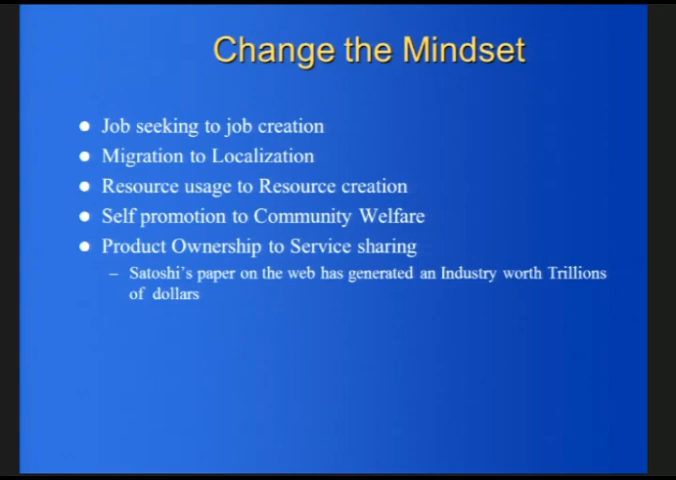 Change the Mindset
Job seeking to job creation
Migration to Localization
Resource usage to Resource creation
Self promotion to Community Welfare
Product Ownership to Service sharing
– Satoshi's paper on the web has generated an Industry worth Trillions
of dollars